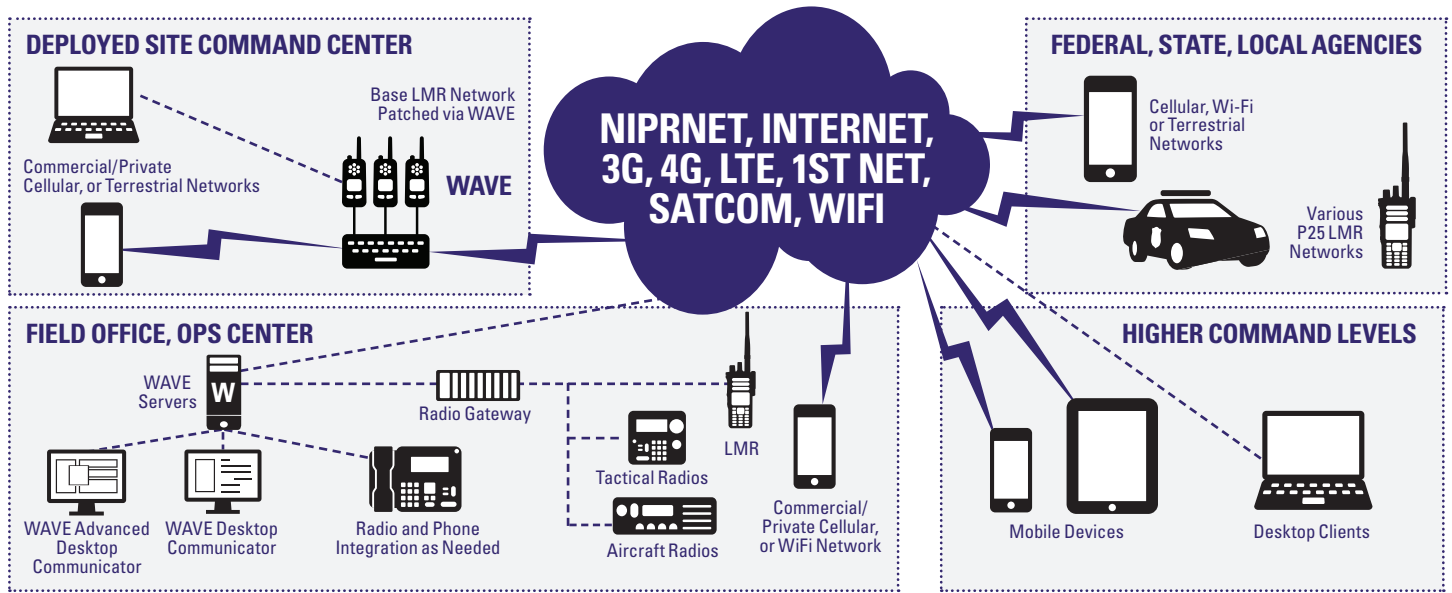 DEPLOYED SITE COMMAND CENTER
Base LMR Network
Patched via WAVE
Commercial/Private
Cellular, or Terrestrial Networks
WAVE
NIPRNET, INTERNET,
3G, 4G, LTE, 1ST NET,
SATCOM, WIFI
FEDERAL, STATE, LOCAL AGENCIES
Cellular, Wi-Fi
or Terrestrial
Networks
Various
P25 LMR
Networks
FIELD OFFICE, OPS CENTER
WAVE
Servers
W
Radio Gateway
LMR
Tactical Radios
Aircraft Radios
WAVE Advanced
Desktop
Communicator
WAVE Desktop
Communicator
Radio and Phone
Integration as Needed
Commercial/
Private Cellular,
or WiFi Network
HIGHER COMMAND LEVELS
Mobile Devices
Desktop Clients